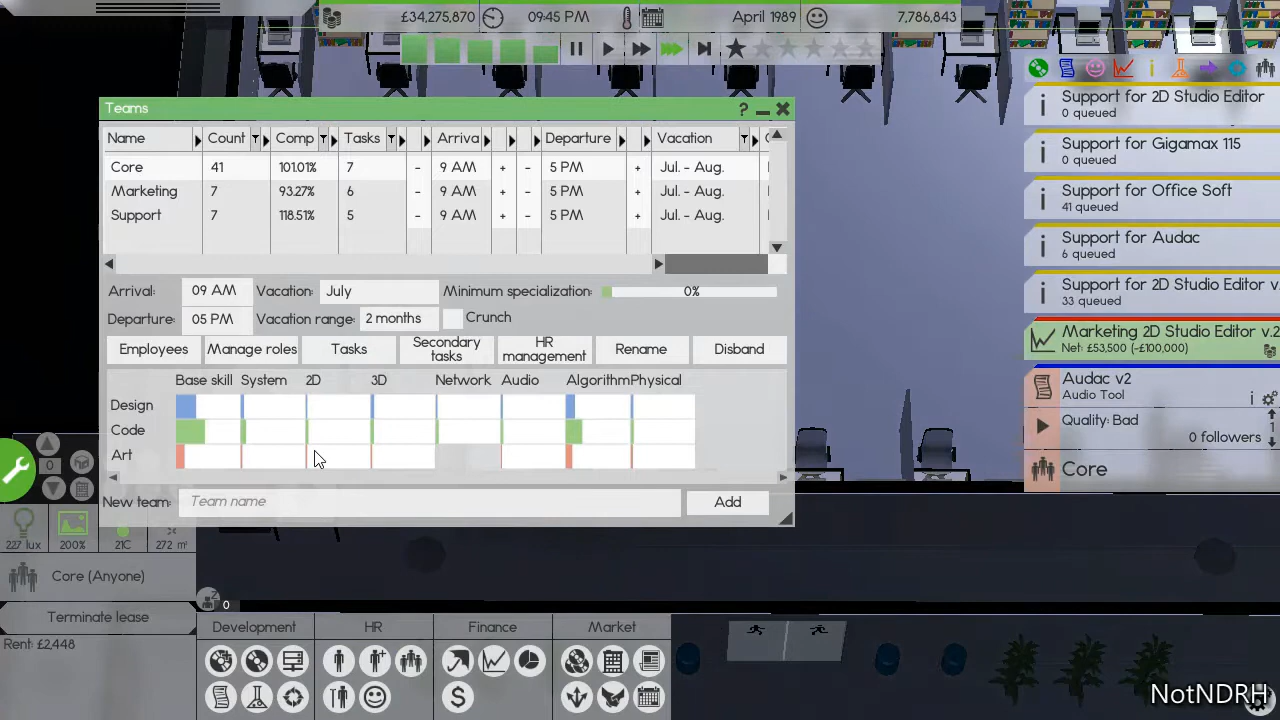 £34,275,870 09:45 PM April 1989 7,786,843
Teams ?
Name Count Comp Tasks Arriva Departure Vacation
Core 41 101.01% 7 - 9 AM + - 5 PM + Jul. - Aug.
Marketing 7 93.27% 6 - 9 AM + - 5 PM + Jul. - Aug.
Support 7 118.51% 5 - 9 AM + - 5 PM + Jul. - Aug.
Arrival: 09 AM Vacation: July Minimum specialization: 0%
Departure: 05 PM Vacation range: 2 months Crunch
Employees Manage roles Tasks Secondary tasks HR management Rename Disband
Base skill System 2D 3D Network Audio Algorithm Physical
Design
Code
Art
New team: Team name Add
Support for 2D Studio Editor
0 queued
Support for Gigamax 115
0 queued
Support for Office Soft
41 queued
Support for Audac
6 queued
Support for 2D Studio Editor v.
33 queued
Marketing 2D Studio Editor v.2
Net: £53,500 (-£100,000)
Audac v2
Audio Tool
Quality: Bad
1
0 followers
Core
0
227 lux 200% 21C 272 m²
Core (Anyone)
Terminate lease
Rent: £2,448
0
Development HR Finance Market
NotNDRH